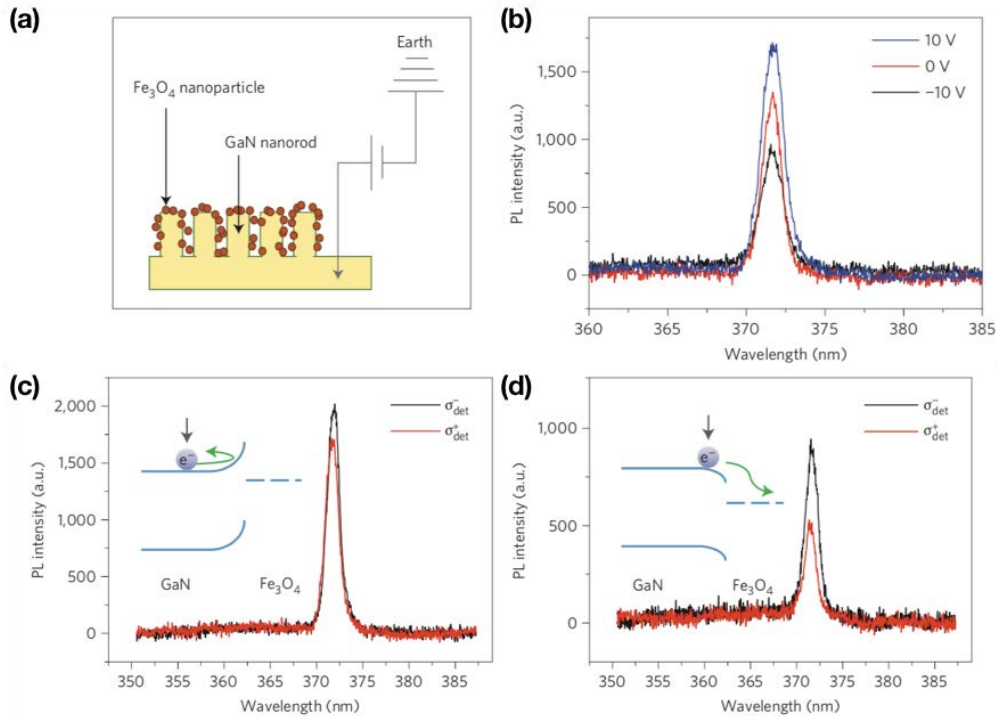 (a)
Earth
Fe₃O₄ nanoparticle
GaN nanorod
(b)
10 V
0 V
−10 V
1,500
1,000
500
0
PL intensity (a.u.)
360 365 370 375 380 385
Wavelength (nm)
(c)
σ⁻det
σ⁺det
e⁻
2,000
1,500
1,000
500
0
PL intensity (a.u.)
GaN Fe₃O₄
350 355 360 365 370 375 380 385
Wavelength (nm)
(d)
σ⁻det
σ⁺det
e⁻
1,000
500
0
PL intensity (a.u.)
GaN Fe₃O₄
350 355 360 365 370 375 380 385
Wavelength (nm)